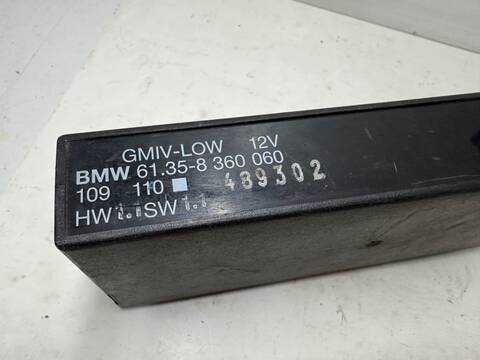 GMIV-LOW 12V
BMW 61.35-8 360 060
109 110 489302
HW 1.1 SW 1.1